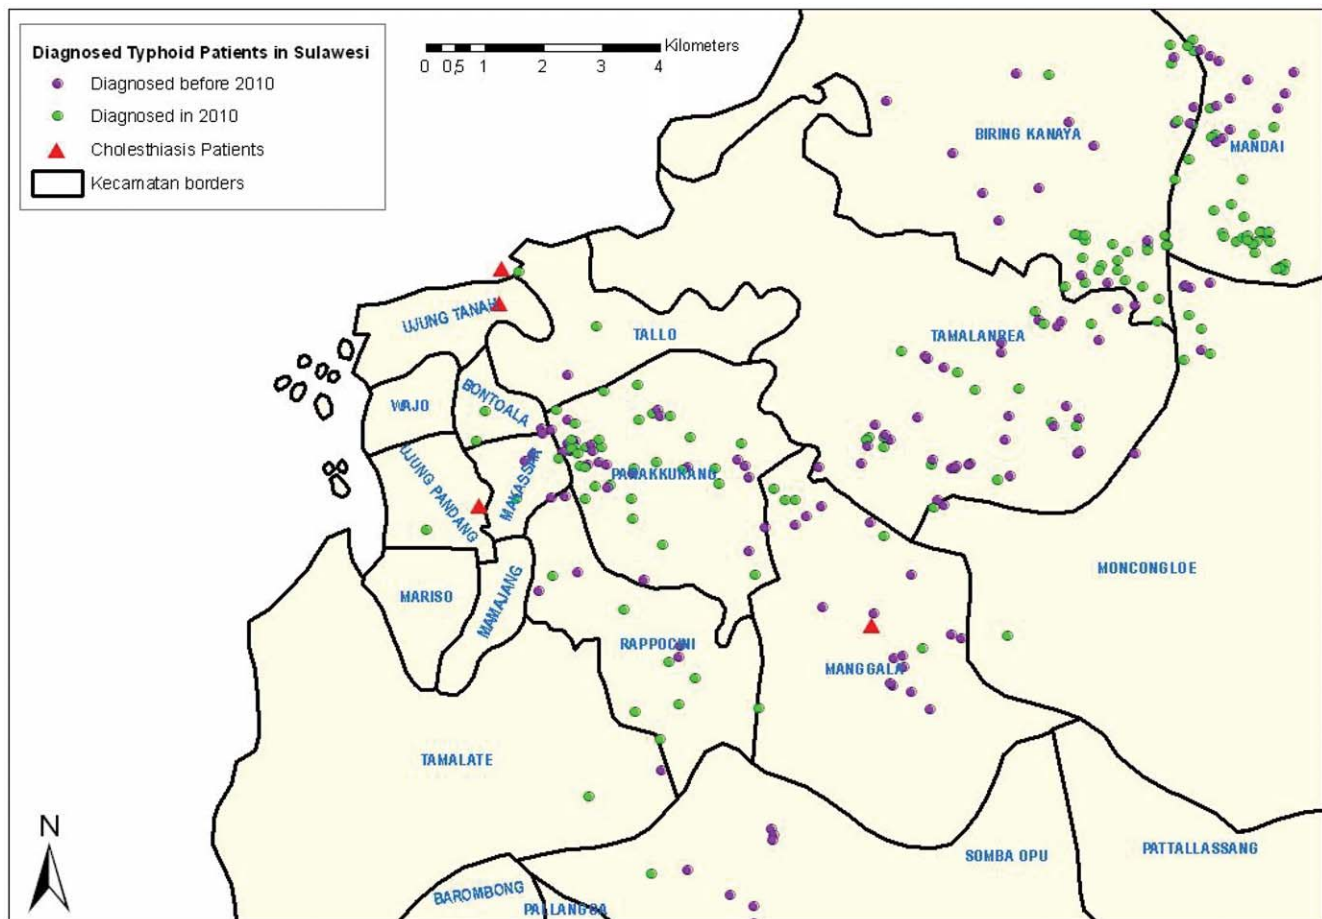 Diagnosed Typhoid Patients in Sulawesi
Diagnosed before 2010
Diagnosed in 2010
Cholesthiasis Patients
Kecamatan borders
Kilometers
0 0,5 1 2 3 4
BIRING KANAYA
MANDAI
UJUNG TANAH
TALLO
TAMALANREA
WAJO
BONTOALA
UJUNG PANDANG
MAKASSAR
PANAKKUKANG
MONCONGLOE
MARISO
MAMAJANG
RAPPOCINI
MANGGALA
TAMALATE
N
SOMBA OPU
PATTALLASSANG
BAROMBONG
PALLANGGA